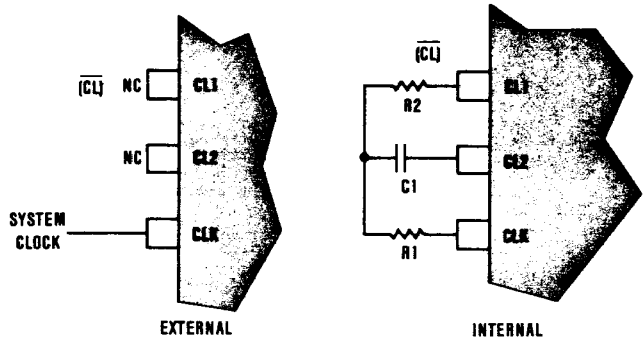 (CL) NC CL1
NC CL2
SYSTEM
CLOCK
CLK
EXTERNAL
(CL)
R2 CL1
C1 CL2
R1 CLK
INTERNAL